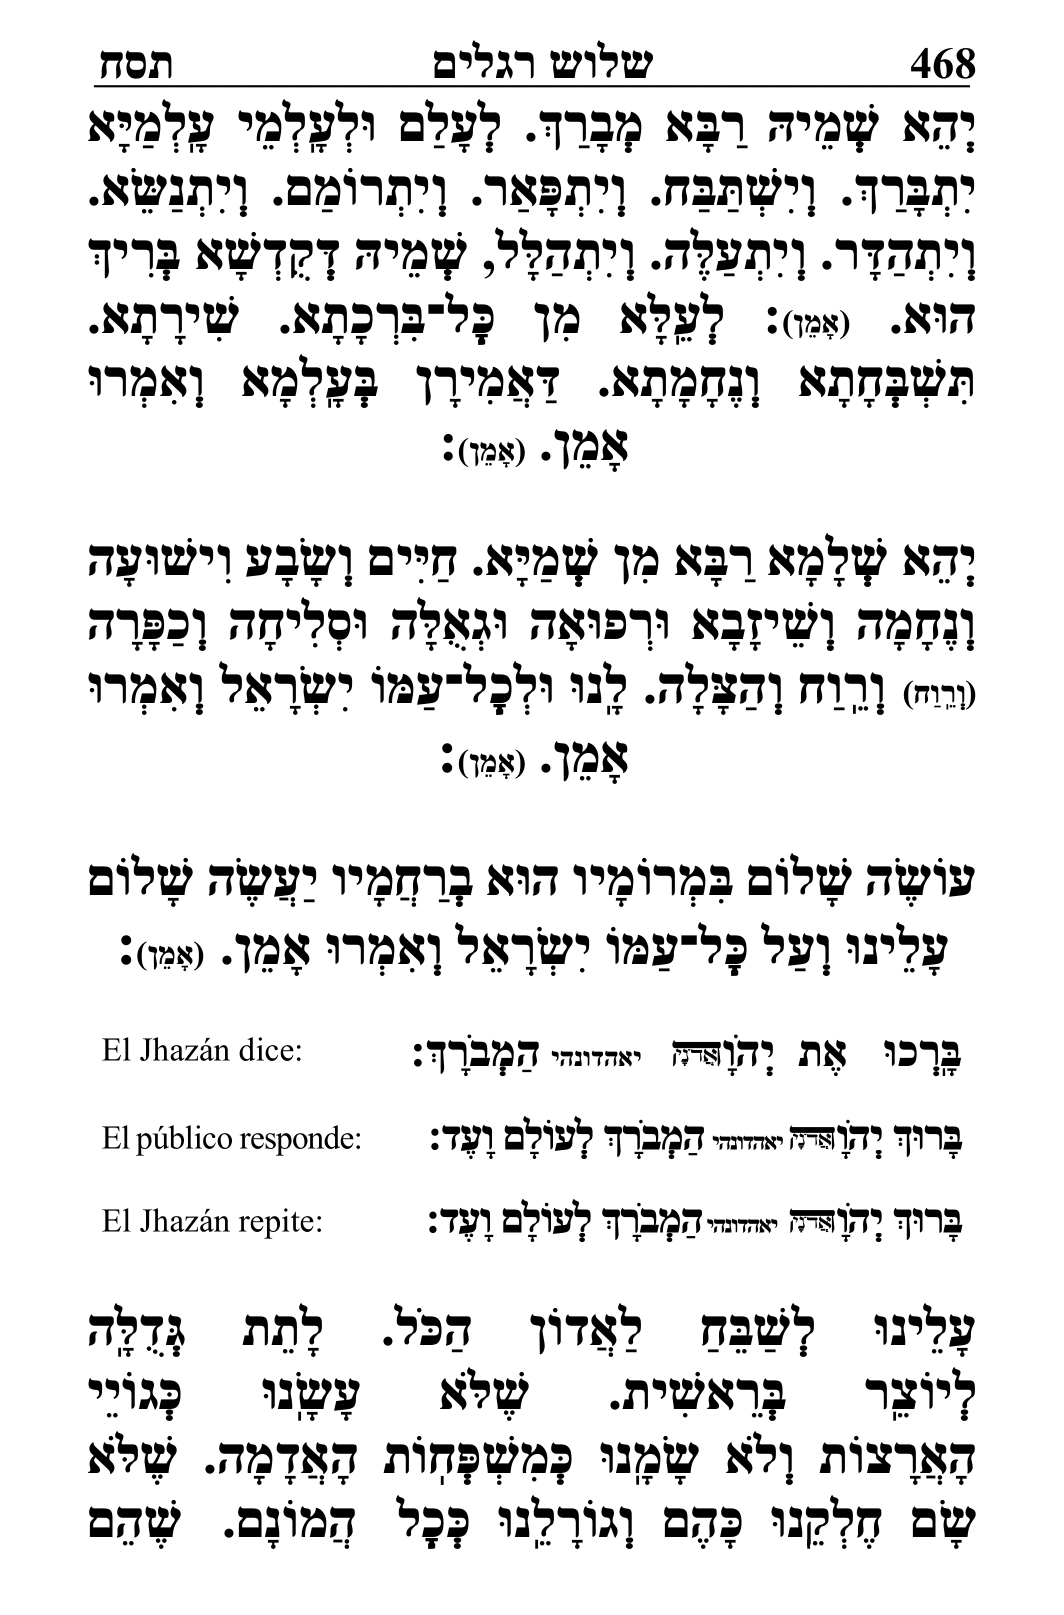 468 שלוש רגלים תסח
יְהֵא שְׁמֵיהּ רַבָּא מְבָרַךְ. לְעָלַם וּלְעָלְמֵי עָלְמַיָּא
יִתְבָּרַךְ. וְיִשְׁתַּבַּח. וְיִתְפָּאַר. וְיִתְרוֹמַם. וְיִתְנַשֵּׂא.
וְיִתְהַדָּר. וְיִתְעַלֶּה. וְיִתְהַלָּל, שְׁמֵיהּ דְּקֻדְשָׁא בְּרִיךְ
הוּא. (אָמֵן): לְעֵלָּא מִן כָּל־בִּרְכָתָא. שִׁירָתָא.
תִּשְׁבְּחָתָא וְנֶחָמָתָא. דַּאֲמִירָן בְּעָלְמָא וְאִמְרוּ
אָמֵן. (אָמֵן):
יְהֵא שְׁלָמָא רַבָּא מִן שְׁמַיָּא. חַיִּים וְשָׂבָע וִישׁוּעָה
וְנֶחָמָה וְשֵׁיזָבָא וּרְפוּאָה וּגְאֻלָּה וּסְלִיחָה וְכַפָּרָה
(וְרֵוַח) וְרֵוַח וְהַצָּלָה. לָנוּ וּלְכָל־עַמּוֹ יִשְׂרָאֵל וְאִמְרוּ
אָמֵן. (אָמֵן):
עוֹשֶׂה שָׁלוֹם בִּמְרוֹמָיו הוּא בְרַחֲמָיו יַעֲשֶׂה שָׁלוֹם
עָלֵינוּ וְעַל כָּל־עַמּוֹ יִשְׂרָאֵל וְאִמְרוּ אָמֵן. (אָמֵן):
El Jhazán dice: בָּרְכוּ אֶת יְהֹוָה יאהדונהי הַמְבֹרָךְ:
El público responde: בָּרוּךְ יְהֹוָה יאהדונהי הַמְבֹרָךְ לְעוֹלָם וָעֶד:
El Jhazán repite: בָּרוּךְ יְהֹוָה יאהדונהי הַמְבֹרָךְ לְעוֹלָם וָעֶד:
עָלֵינוּ לְשַׁבֵּחַ לַאֲדוֹן הַכֹּל. לָתֵת גְּדֻלָּה
לְיוֹצֵר בְּרֵאשִׁית. שֶׁלֹּא עָשָׂנוּ כְּגוֹיֵי
הָאֲרָצוֹת וְלֹא שָׂמָנוּ כְּמִשְׁפְּחוֹת הָאֲדָמָה. שֶׁלֹּא
שָׂם חֶלְקֵנוּ כָּהֶם וְגוֹרָלֵנוּ כְּכָל הֲמוֹנָם. שֶׁהֵם